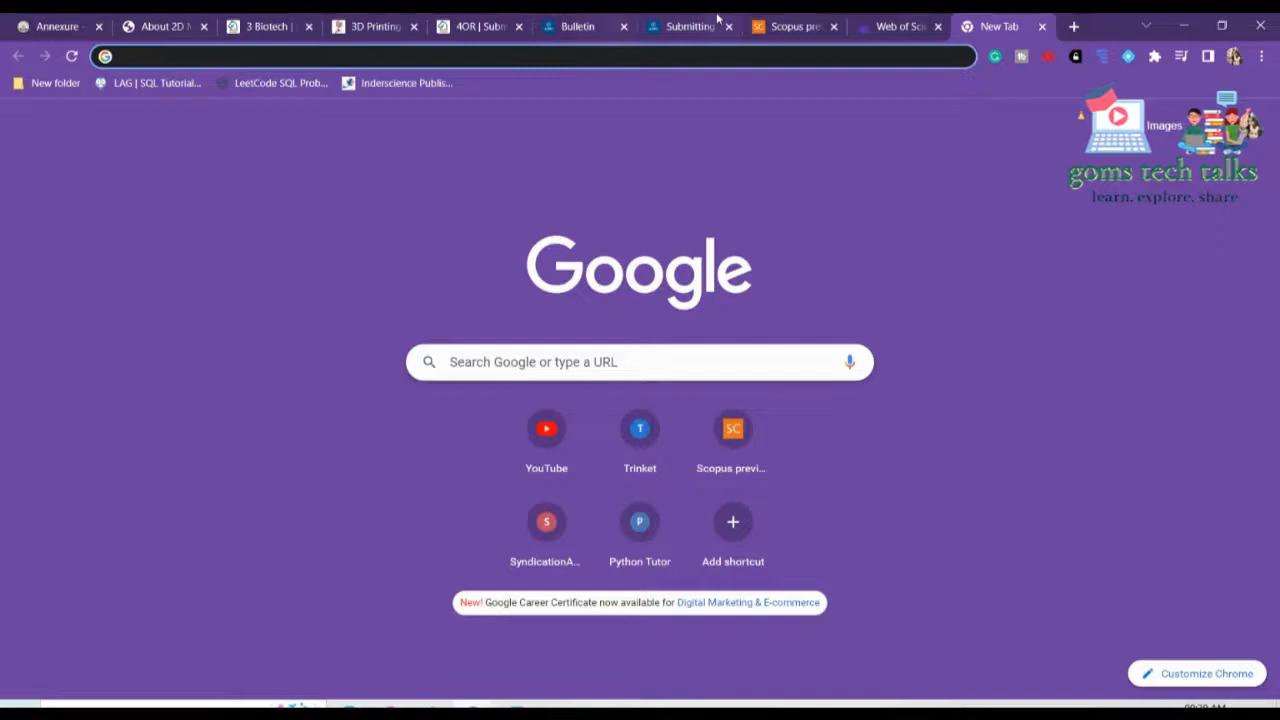 Annexure -
About 2D M
3 Biotech |
3D Printing
4OR | Subm
Bulletin
Submitting
Scopus pre
Web of Sci
New Tab
New folder
LAG | SQL Tutorial...
LeetCode SQL Prob...
Interscience Publis...
Images
goms tech talks
learn, explore, share
Google
Search Google or type a URL
YouTube
T
Trinket
SC
Scopus previ...
S
SyndicationA...
P
Python Tutor
Add shortcut
New! Google Career Certificate now available for Digital Marketing & E-commerce
Customize Chrome